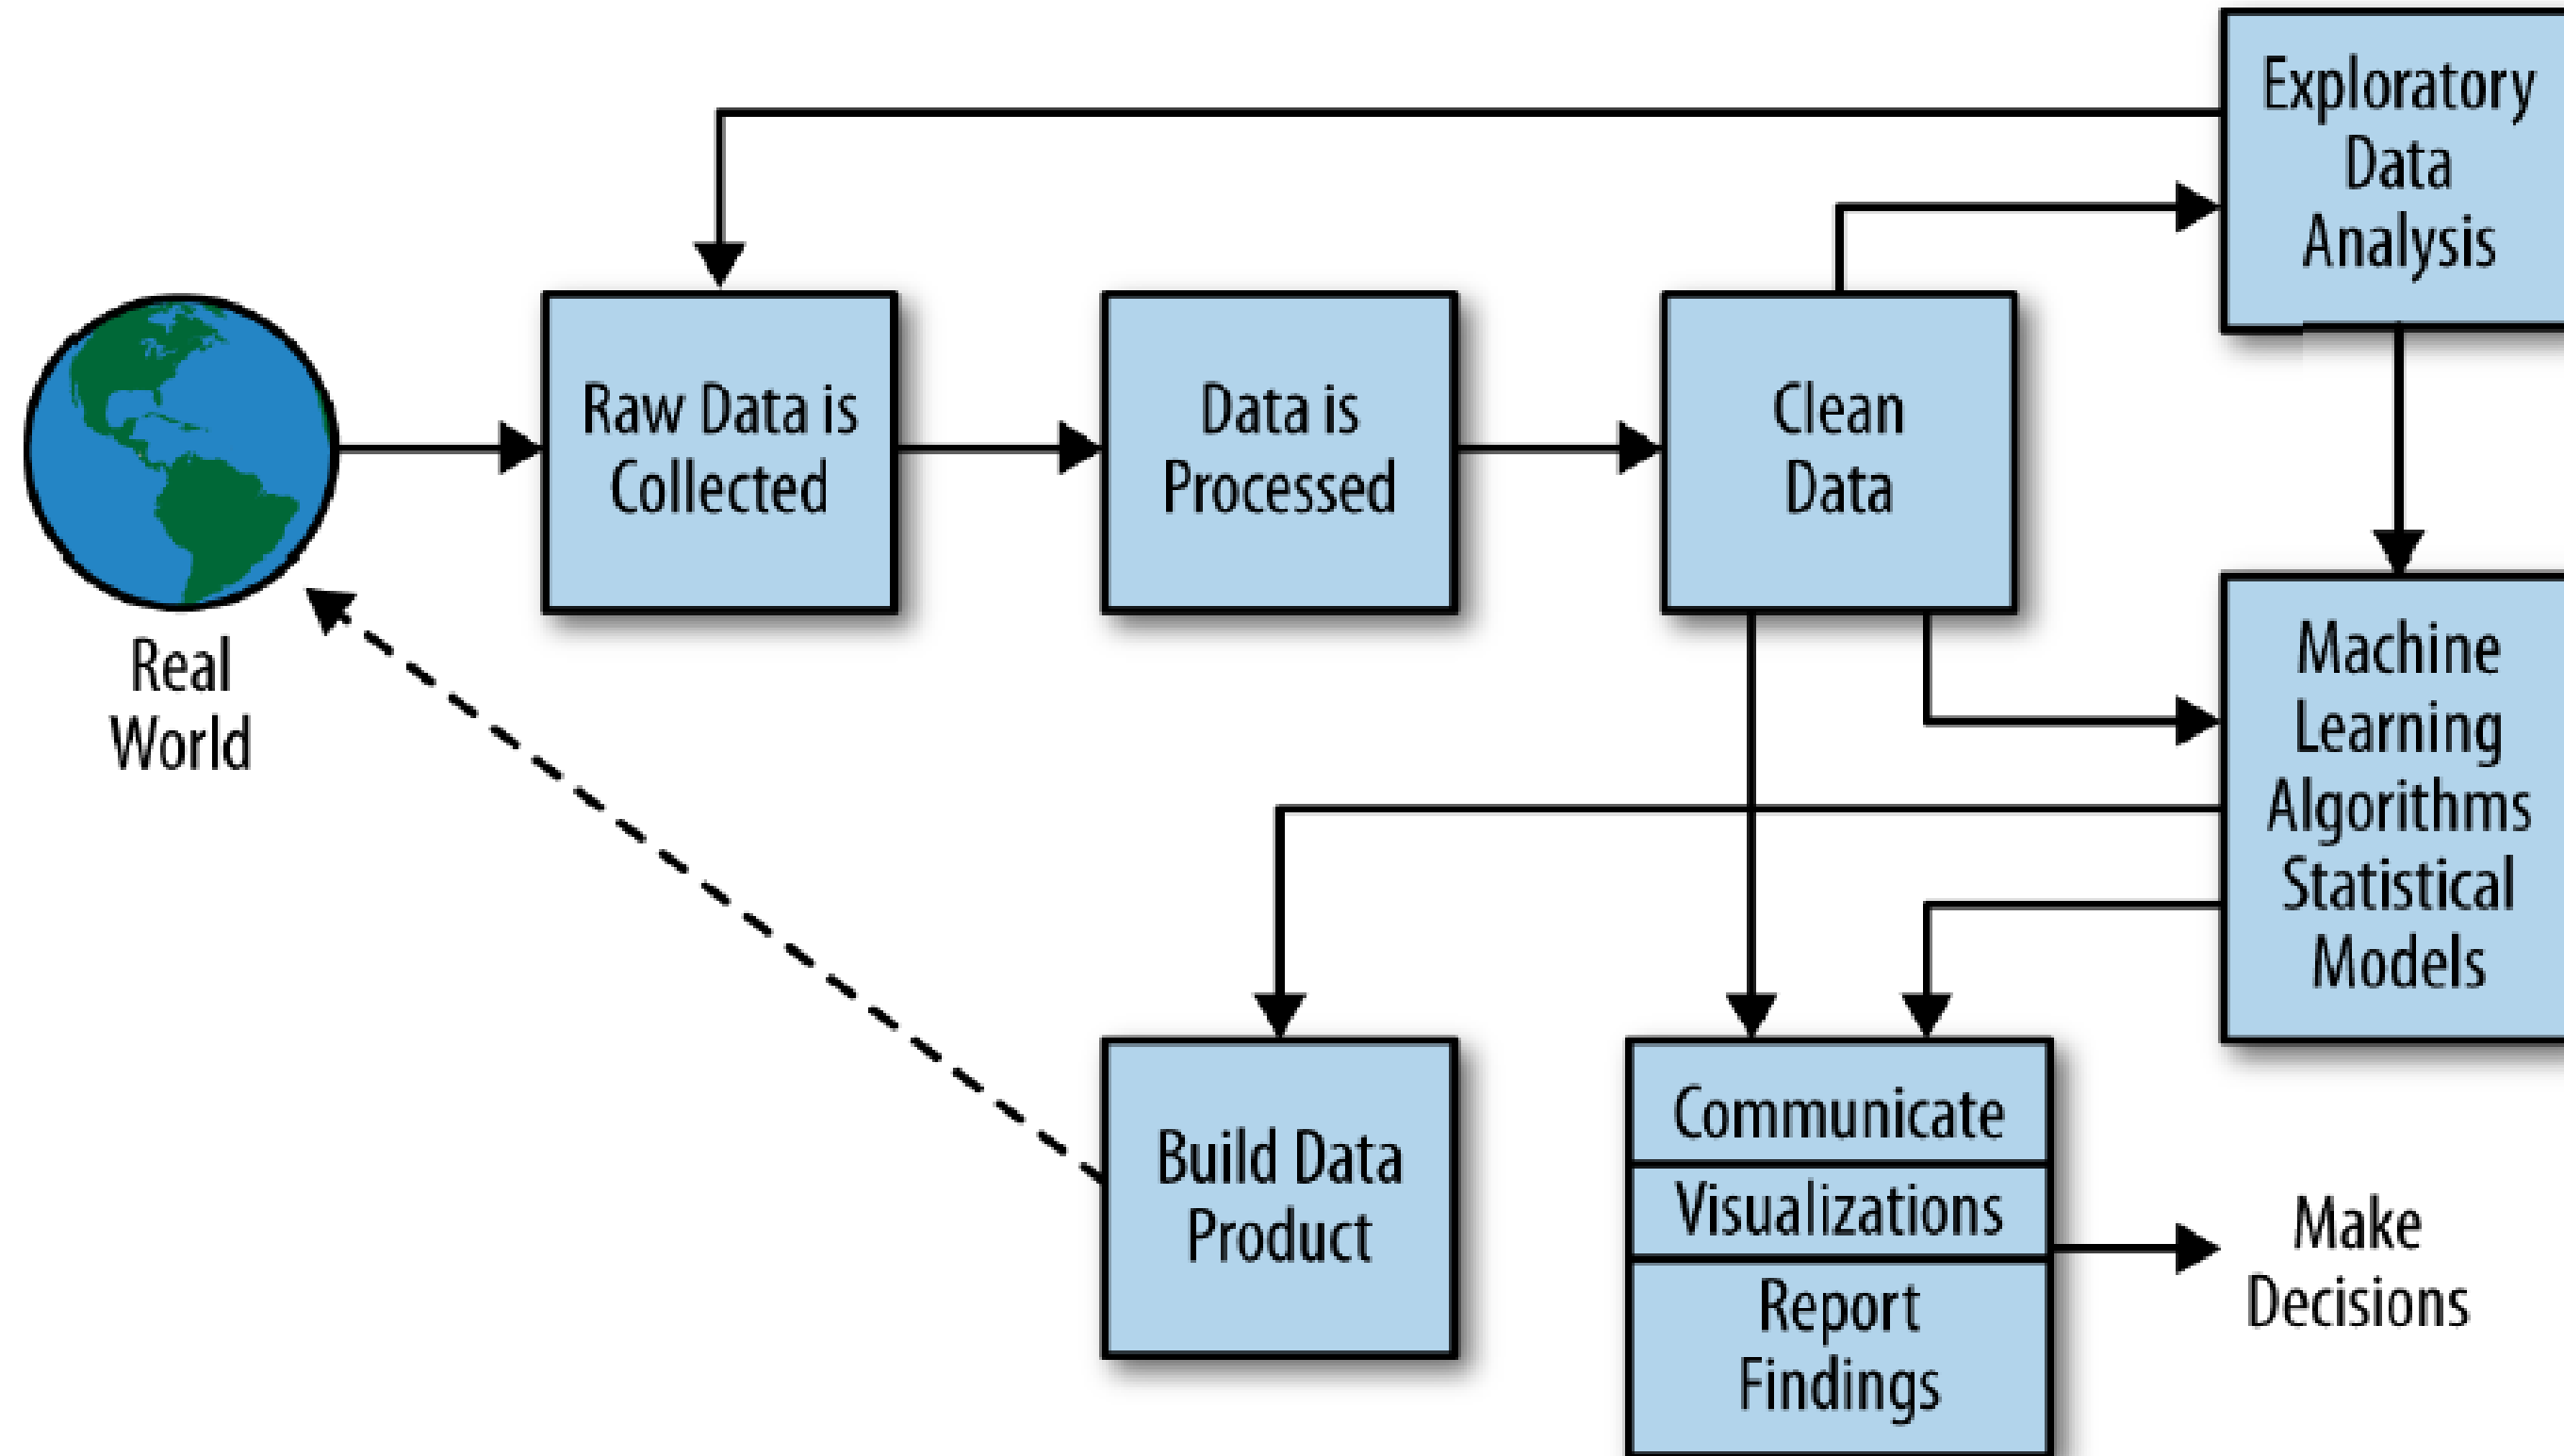 Exploratory
Data
Analysis
Raw Data is
Collected
Data is
Processed
Clean
Data
Real
World
Machine
Learning
Algorithms
Statistical
Models
Build Data
Product
Communicate
Visualizations
Report
Findings
Make
Decisions